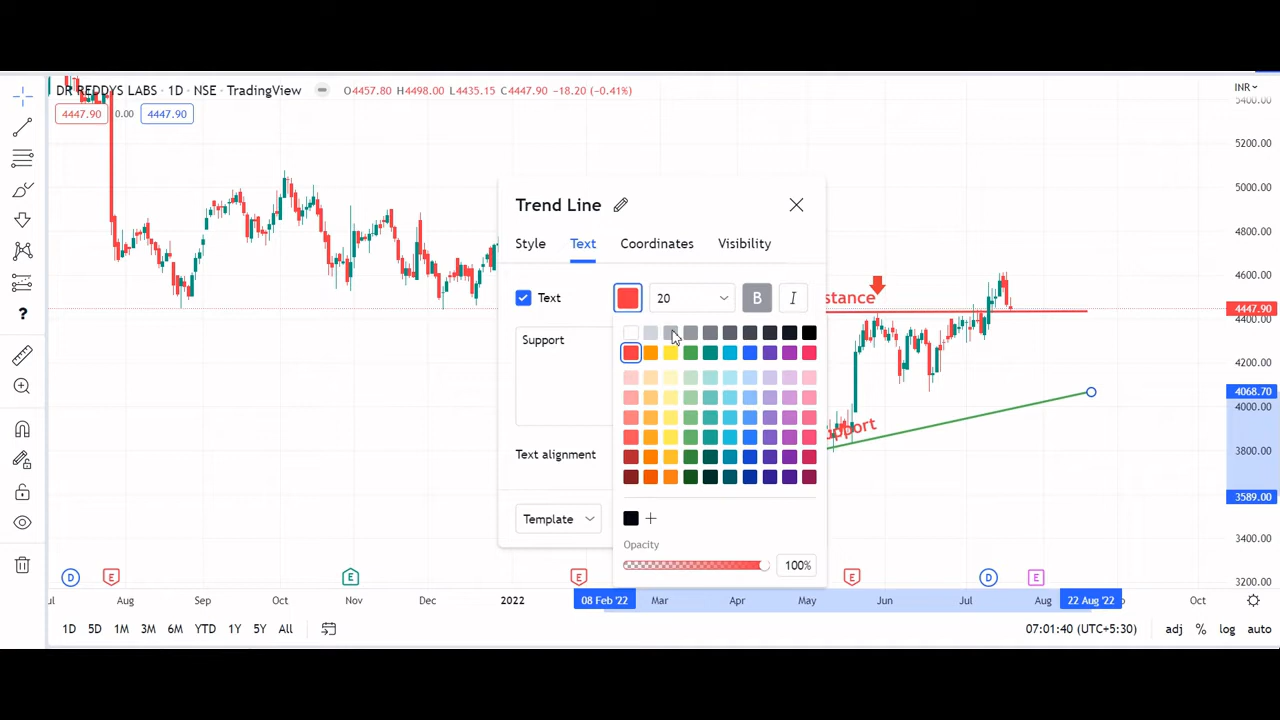 DR REDDYS LABS · 1D · NSE TradingView
O4457.80 H4498.00 L4435.15 C4447.90 −18.20 (−0.41%)
INR
4447.90 0.00 4447.90
5400.00
5200.00
5000.00
4800.00
4600.00
4447.90
4400.00
4200.00
4068.70
4000.00
3800.00
3589.00
3400.00
3200.00
Trend Line
Style Text Coordinates Visibility
Text 20 B I
Support
Text alignment
Template
Opacity
100%
stance
upport
D E E E E D E
Aug Sep Oct Nov Dec 2022 08 Feb '22 Mar Apr May Jun Jul Aug 22 Aug '22 Oct
1D 5D 1M 3M 6M YTD 1Y 5Y All
07:01:40 (UTC+5:30) adj % log auto